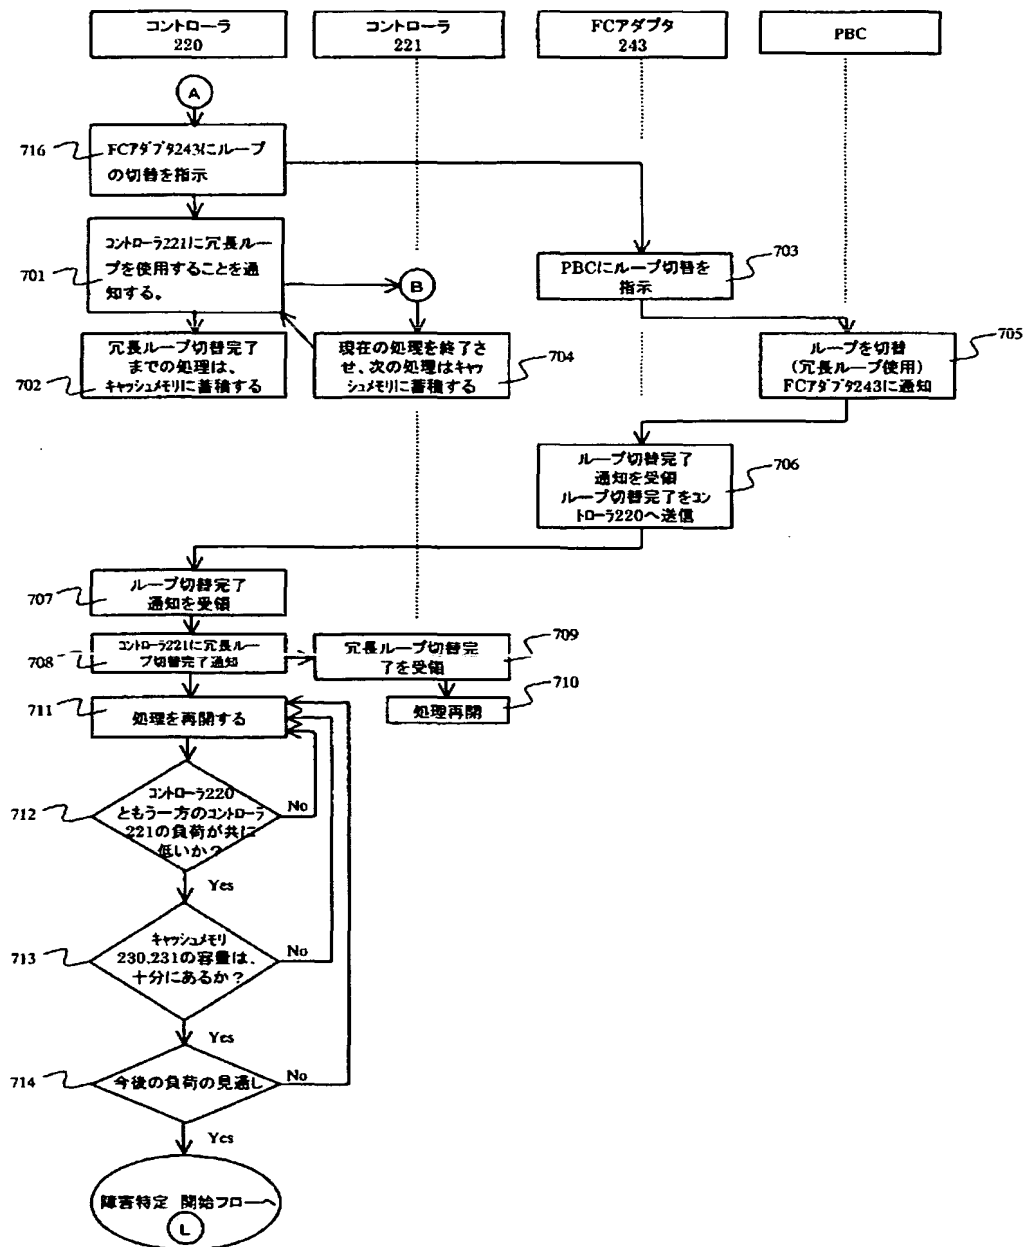 コントローラ
220
コントローラ
221
FCアダプタ
243
PBC
A
716
FCアダプタ243にループ
の切替を指示
701
コントローラ221に冗長ルー
プを使用することを通
知する。
B
703
PBCにループ切替を
指示
702
冗長ループ切替完了
までの処理は、
キャッシュメモリに蓄積する
現在の処理を終了さ
せ、次の処理はキャッ
シュメモリに蓄積する
704
ループを切替
(冗長ループ使用)
FCアダプタ243に通知
705
ループ切替完了
通知を受領
ループ切替完了をコン
トローラ220へ送信
706
707
ループ切替完了
通知を受領
708
コントローラ221に冗長ルー
プ切替完了通知
冗長ループ切替完
了を受領
709
710
処理再開
711
処理を再開する
712
コントローラ220
ともう一方のコントローラ
221の負荷が共に
低いか?
No
Yes
713
キャッシュメモリ
230,231の容量は、
十分にあるか?
No
Yes
714
今後の負荷の見通し
No
Yes
障害特定 開始フローへ
L